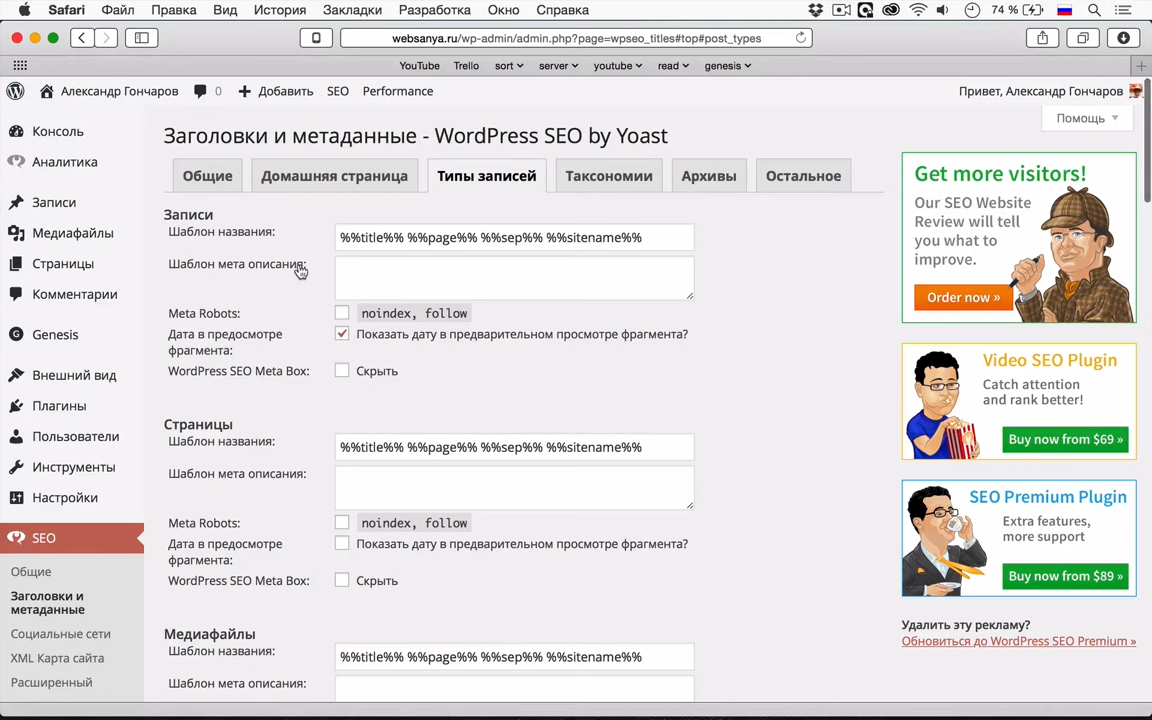 Safari Файл Правка Вид История Закладки Разработка Окно Справка 74 %
websanya.ru/wp-admin/admin.php?page=wpseo_titles#top#post_types
YouTube Trello sort server youtube read genesis
Александр Гончаров 0 Добавить SEO Performance Привет, Александр Гончаров
Помощь
Консоль
Аналитика
Записи
Медиафайлы
Страницы
Комментарии
Genesis
Внешний вид
Плагины
Пользователи
Инструменты
Настройки
SEO
Общие
Заголовки и
метаданные
Социальные сети
XML Карта сайта
Расширенный
Заголовки и метаданные - WordPress SEO by Yoast
Общие Домашняя страница Типы записей Таксономии Архивы Остальное
Записи
Шаблон названия: %%title%% %%page%% %%sep%% %%sitename%%
Шаблон мета описания:
Meta Robots: noindex, follow
Дата в предосмотре
фрагмента:
Показать дату в предварительном просмотре фрагмента?
WordPress SEO Meta Box: Скрыть
Страницы
Шаблон названия: %%title%% %%page%% %%sep%% %%sitename%%
Шаблон мета описания:
Meta Robots: noindex, follow
Дата в предосмотре
фрагмента:
Показать дату в предварительном просмотре фрагмента?
WordPress SEO Meta Box: Скрыть
Медиафайлы
Шаблон названия: %%title%% %%page%% %%sep%% %%sitename%%
Шаблон мета описания:
Get more visitors!
Our SEO Website
Review will tell
you what to
improve.
Order now »
Video SEO Plugin
Catch attention
and rank better!
Buy now from $69 »
SEO Premium Plugin
Extra features,
more support
Buy now from $89 »
Удалить эту рекламу?
Обновиться до WordPress SEO Premium »